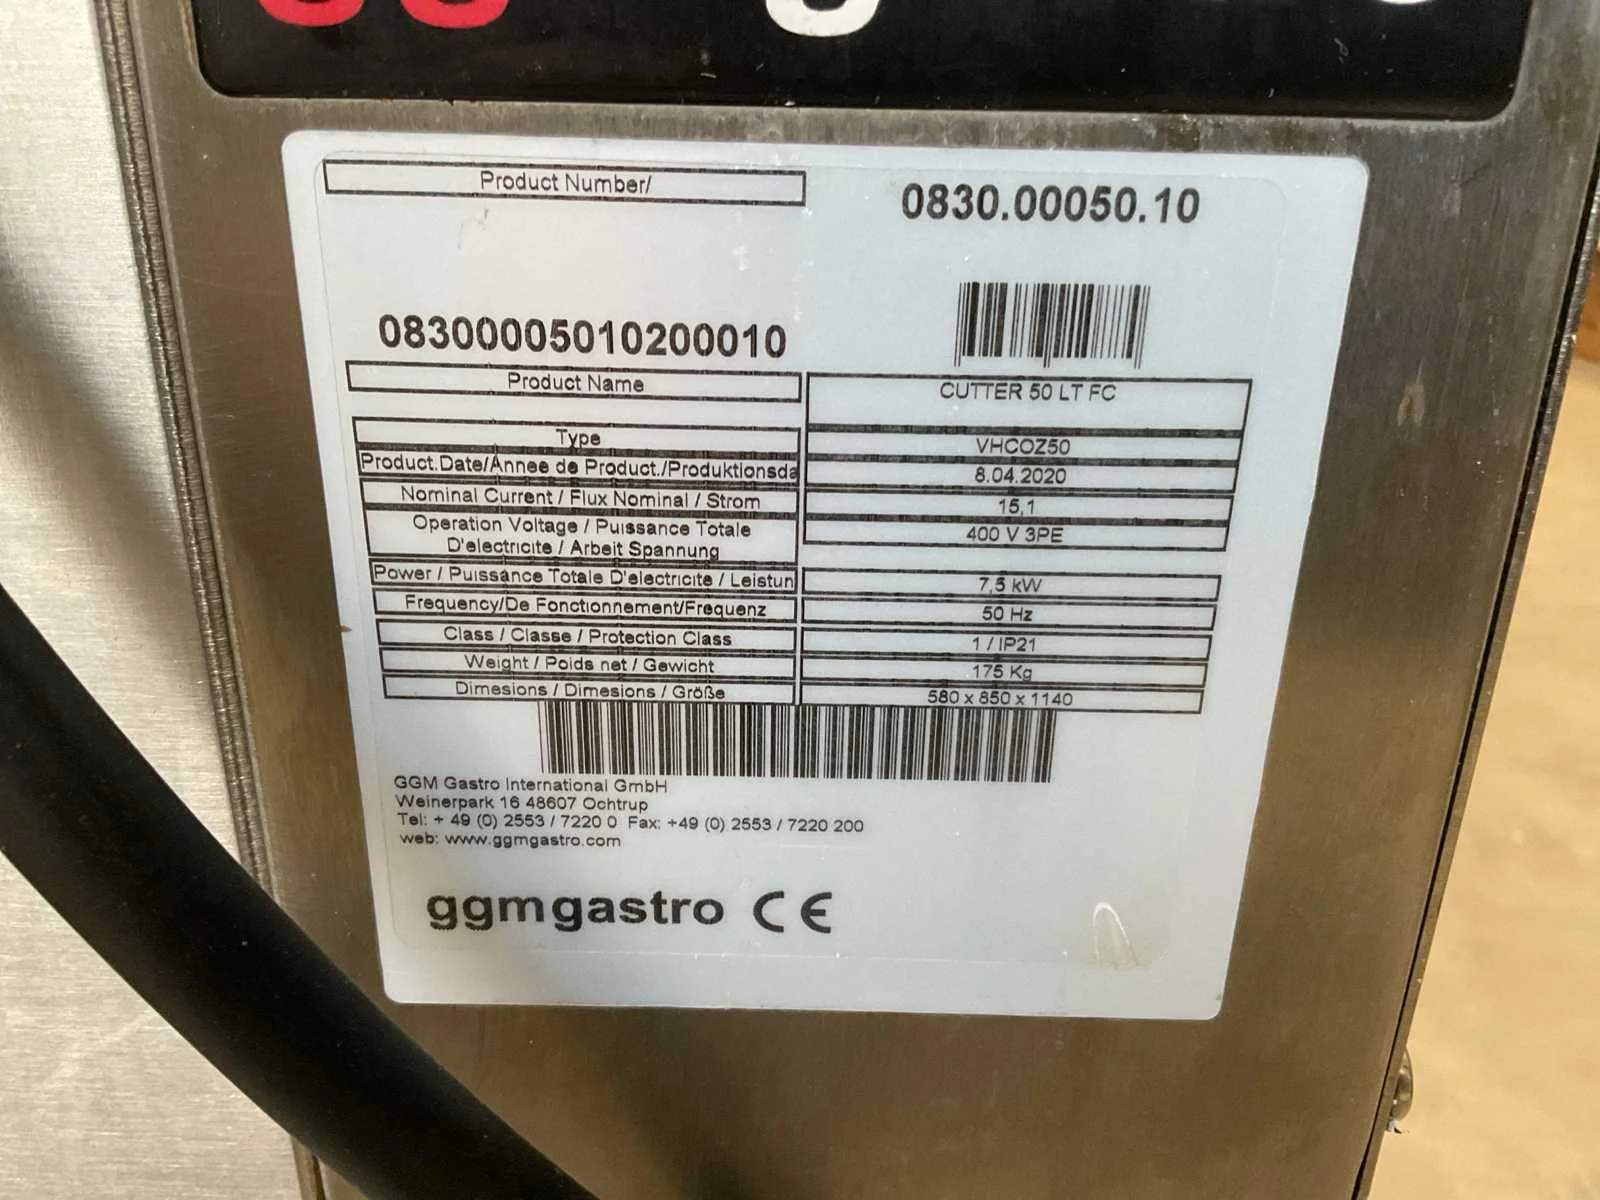 Product Number/
0830.00050.10
08300005010200010
Product Name
CUTTER 50 LT FC
Type
VHCOZ50
Product.Date/Annee de Product./Produktionsda
8.04.2020
Nominal Current / Flux Nominal / Strom
15,1
Operation Voltage / Puissance Totale
D'electricite / Arbeit Spannung
400 V 3PE
Power / Puissance Totale D'electricite / Leistun
7,5 kW
Frequency/De Fonctionnement/Frequenz
50 Hz
Class / Classe / Protection Class
1 / IP21
Weight / Poids net / Gewicht
175 Kg
Dimesions / Dimesions / Größe
580 x 850 x 1140
GGM Gastro International GmbH
Weinerpark 16 48607 Ochtrup
Tel: + 49 (0) 2553 / 7220 0 Fax: +49 (0) 2553 / 7220 200
web: www.ggmgastro.com
ggmgastro CE